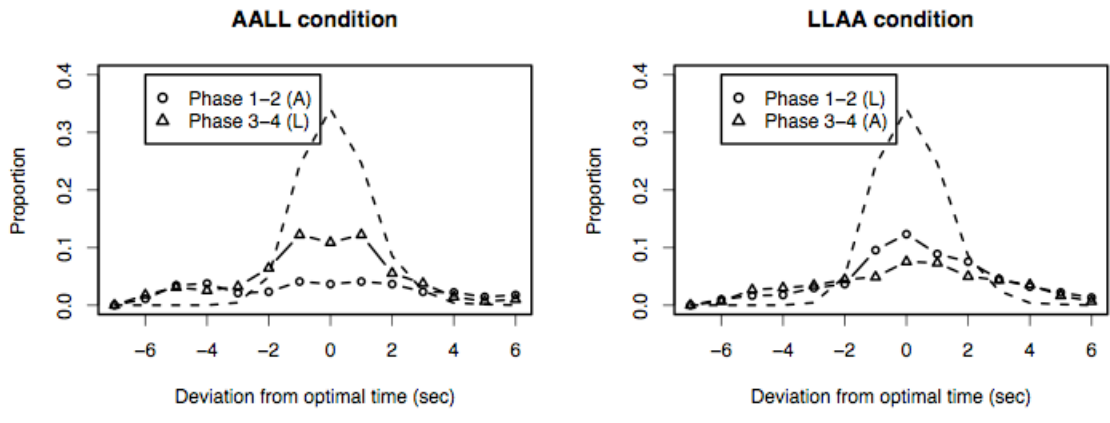 AALL condition
Proportion
0.0 0.1 0.2 0.3 0.4
Phase 1−2 (A)
Phase 3−4 (L)
−6 −4 −2 0 2 4 6
Deviation from optimal time (sec)
LLAA condition
Proportion
0.0 0.1 0.2 0.3 0.4
Phase 1−2 (L)
Phase 3−4 (A)
−6 −4 −2 0 2 4 6
Deviation from optimal time (sec)